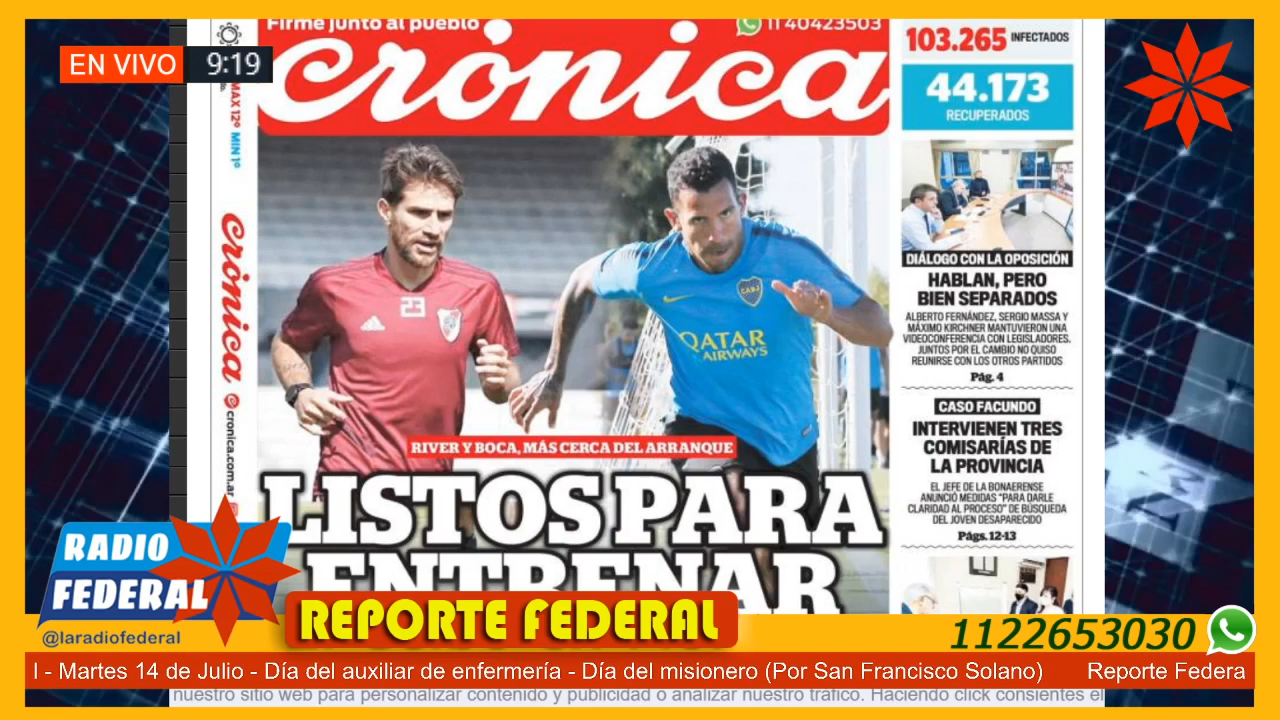 Firme junto al pueblo
11 40423503
EN VIVO 9:19
crónica
MAX 12º MIN 1º
crónica
cronica.com.ar
103.265 INFECTADOS
44.173
RECUPERADOS
DIÁLOGO CON LA OPOSICIÓN
HABLAN, PERO
BIEN SEPARADOS
ALBERTO FERNÁNDEZ, SERGIO MASSA Y
MÁXIMO KIRCHNER MANTUVIERON UNA
VIDEOCONFERENCIA CON LEGISLADORES.
JUNTOS POR EL CAMBIO NO QUISO
REUNIRSE CON LOS OTROS PARTIDOS
Pág. 4
CASO FACUNDO
INTERVIENEN TRES
COMISARÍAS DE
LA PROVINCIA
EL JEFE DE LA BONAERENSE
ANUNCIÓ MEDIDAS "PARA DARLE
CLARIDAD AL PROCESO" DE BÚSQUEDA
DEL JOVEN DESAPARECIDO
Págs. 12-13
23
adidas
CABJ
QATAR
AIRWAYS
RIVER Y BOCA, MÁS CERCA DEL ARRANQUE
LISTOS PARA
ENTRENAR
RADIO
FEDERAL
@laradiofederal
REPORTE FEDERAL
1122653030
I - Martes 14 de Julio - Día del auxiliar de enfermería - Día del misionero (Por San Francisco Solano) Reporte Federa
nuestro sitio web para personalizar contenido y publicidad o analizar nuestro tráfico. Haciendo click consientes el